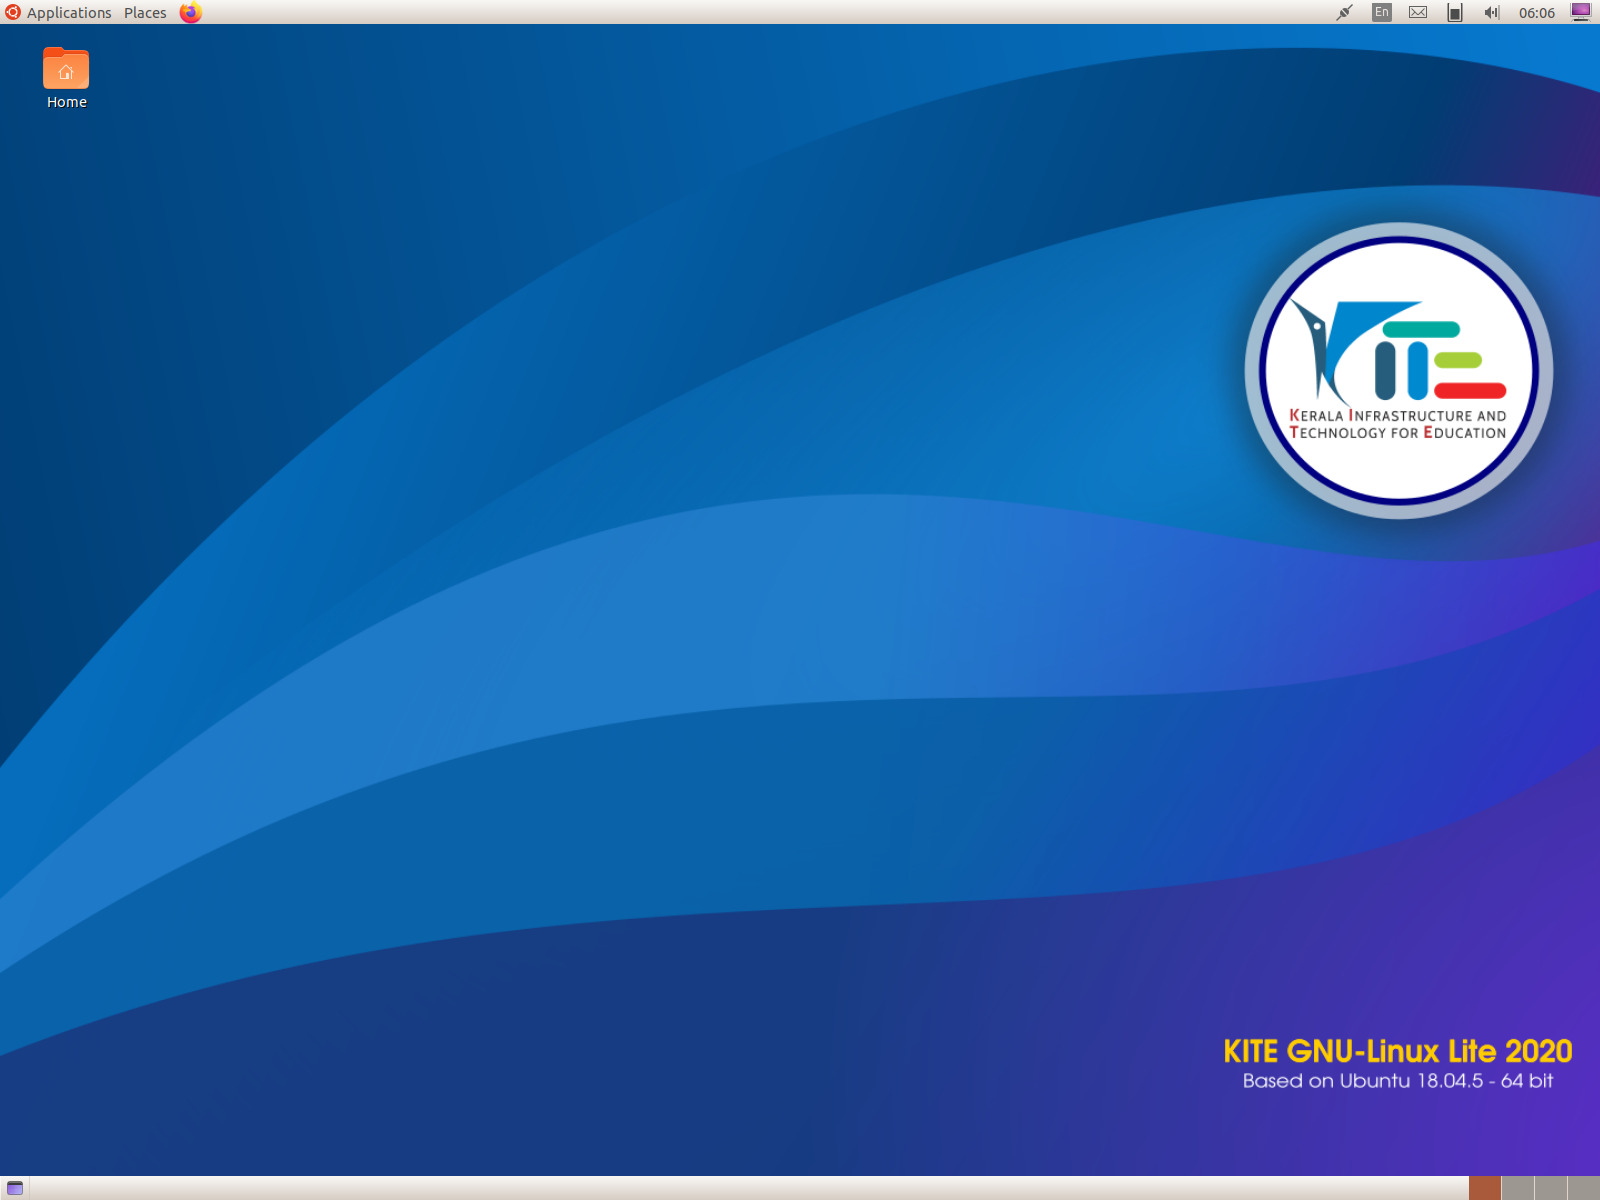 Applications Places
En
06:06
Home
KERALA INFRASTRUCTURE AND
TECHNOLOGY FOR EDUCATION
KITE GNU-Linux Lite 2020
Based on Ubuntu 18.04.5 - 64 bit